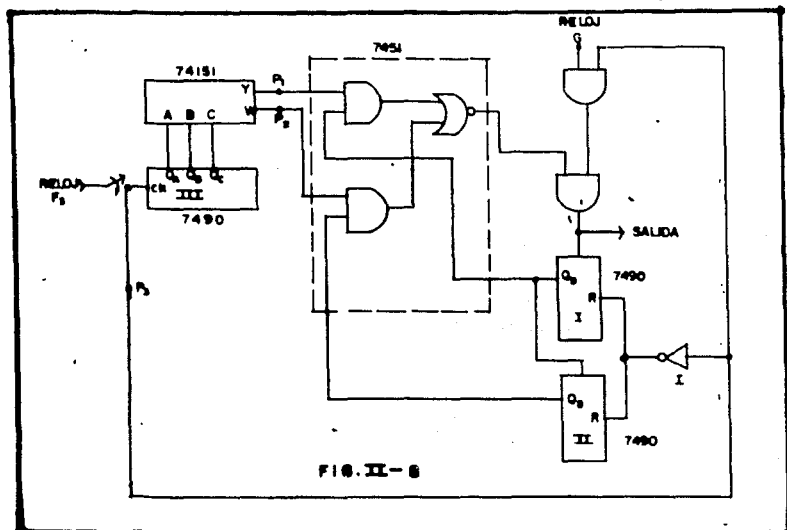 RELOJ
G
74151
7451
Y
P1
W
P2
A B C
QA QB QC
RELOJ
FS
CK
III
7490
SALIDA
P3
QD
7490
R
I
I
QD
R
II
7490
FIG. II-6